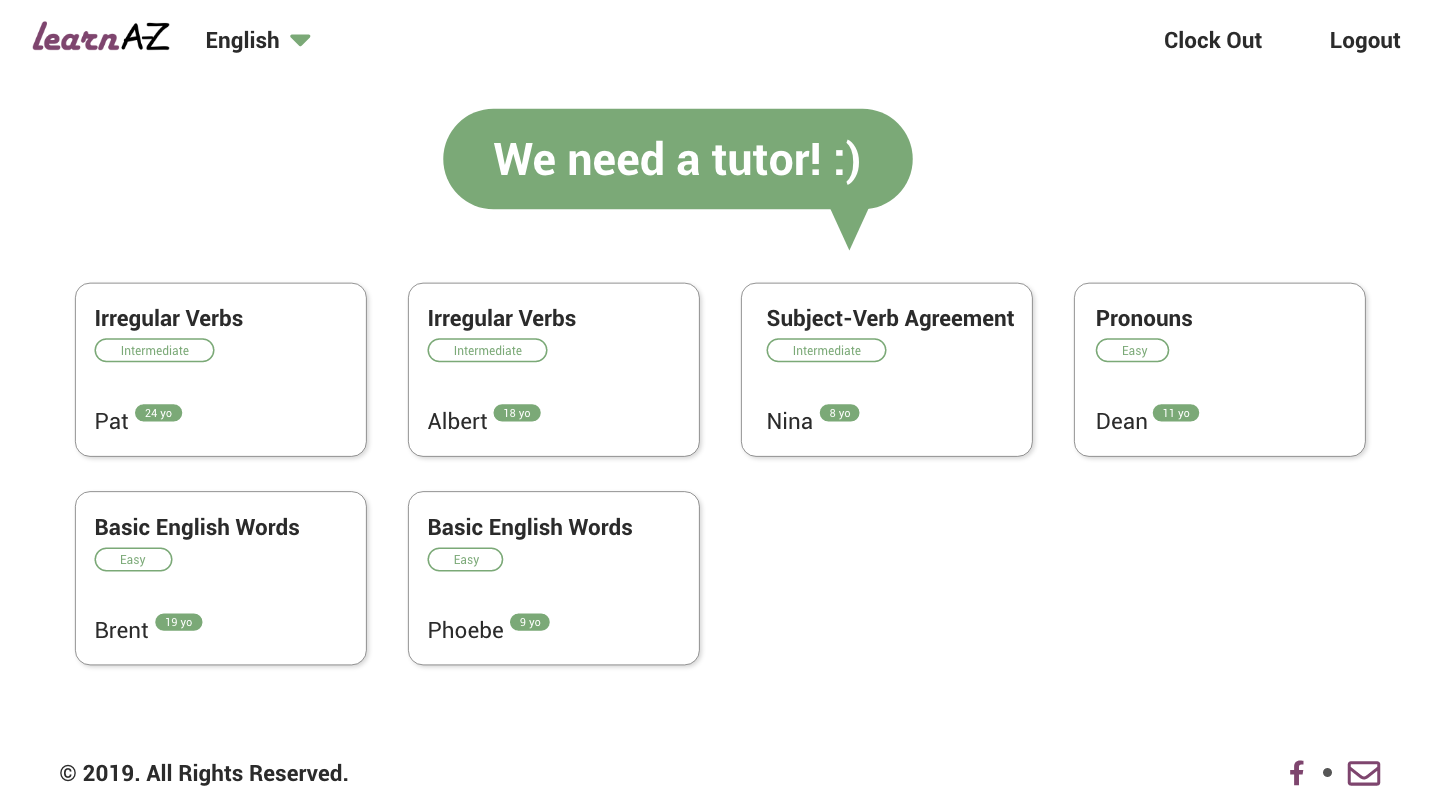 learn A-Z English Clock Out Logout
We need a tutor! :)
Irregular Verbs
Intermediate
Pat 24 yo
Irregular Verbs
Intermediate
Albert 18 yo
Subject-Verb Agreement
Intermediate
Nina 8 yo
Pronouns
Easy
Dean 11 yo
Basic English Words
Easy
Brent 19 yo
Basic English Words
Easy
Phoebe 9 yo
© 2019. All Rights Reserved.